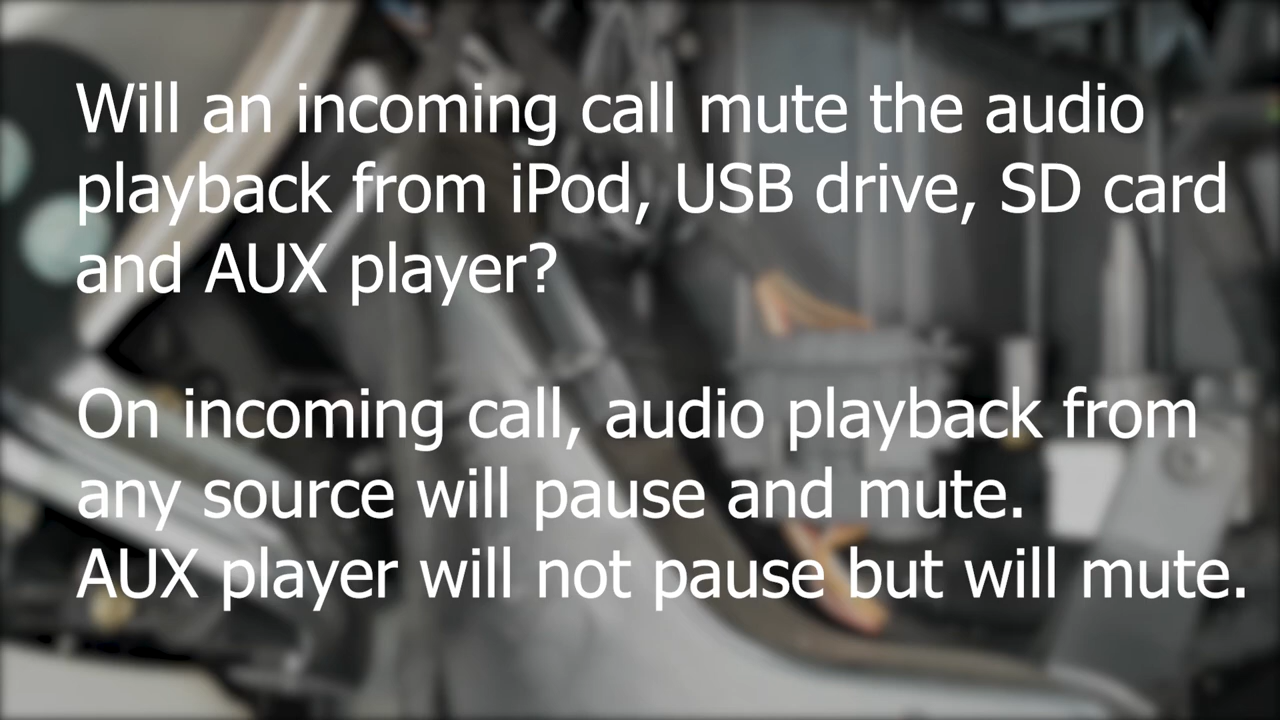 Will an incoming call mute the audio
playback from iPod, USB drive, SD card
and AUX player?
On incoming call, audio playback from
any source will pause and mute.
AUX player will not pause but will mute.